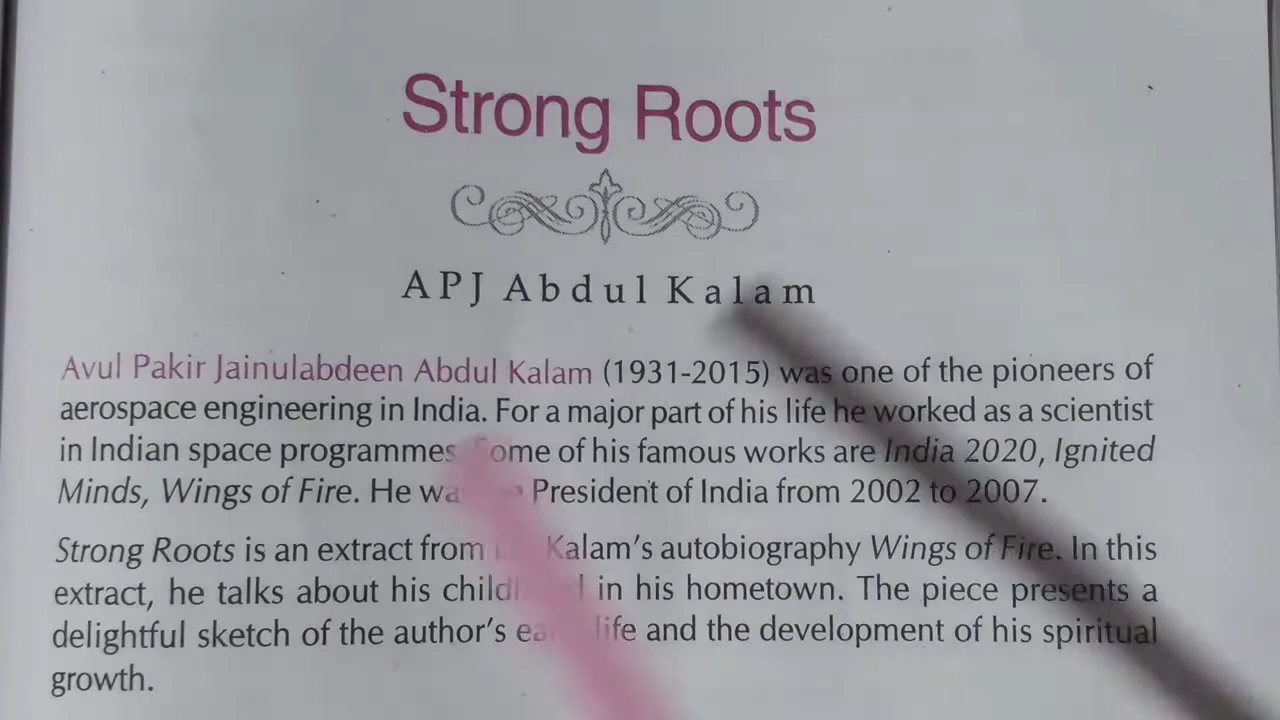 Strong Roots
APJ Abdul Kalam
Avul Pakir Jainulabdeen Abdul Kalam (1931-2015) was one of the pioneers of
aerospace engineering in India. For a major part of his life he worked as a scientist
in Indian space programmes. Some of his famous works are India 2020, Ignited
Minds, Wings of Fire. He was President of India from 2002 to 2007.
Strong Roots is an extract from Kalam's autobiography Wings of Fire. In this
extract, he talks about his childhood in his hometown. The piece presents a
delightful sketch of the author's early life and the development of his spiritual
growth.